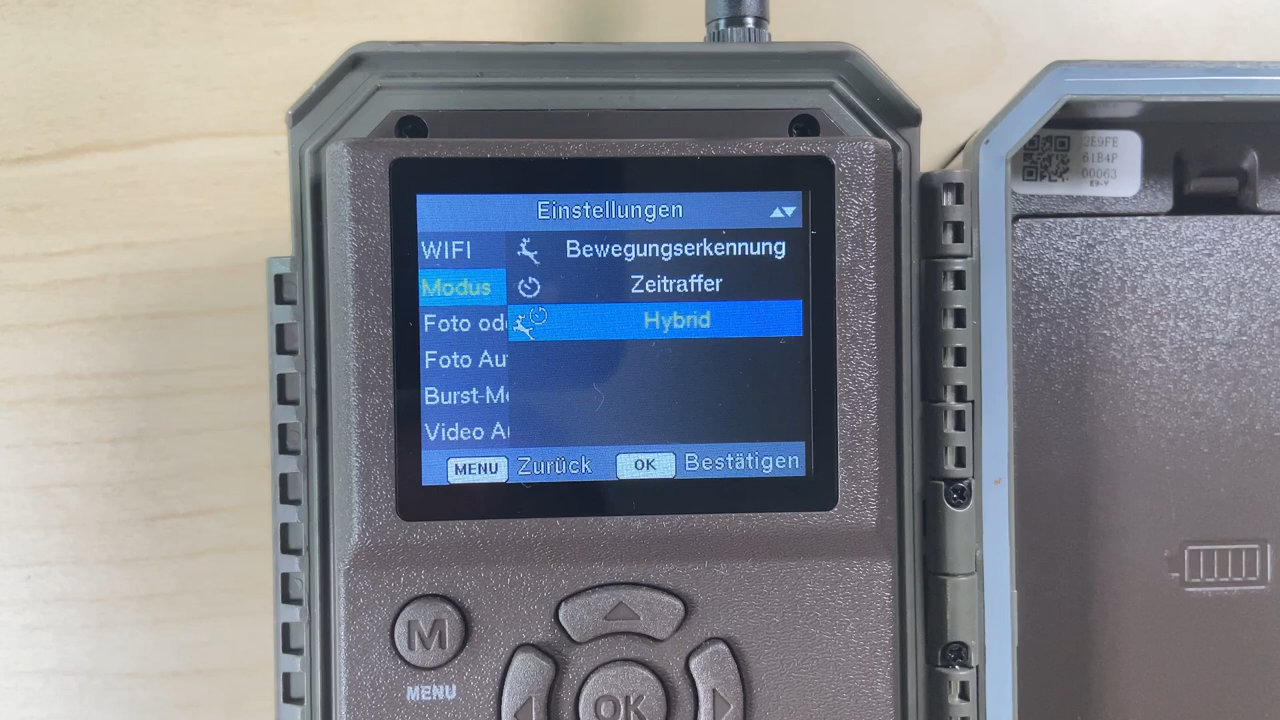 Einstellungen
WIFI
Bewegungserkennung
Modus
Zeitraffer
Foto od
Hybrid
Foto Au
Burst-M
Video A
MENU Zurück OK Bestätigen
M
MENU
OK
2E9FE
61B4P
00063
E3-Y